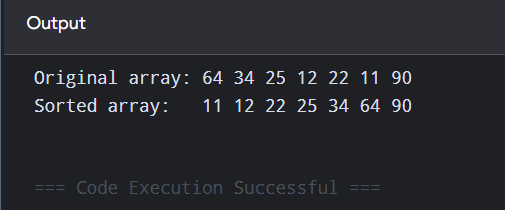 Output
Original array: 64 34 25 12 22 11 90
Sorted array:   11 12 22 25 34 64 90
=== Code Execution Successful ===